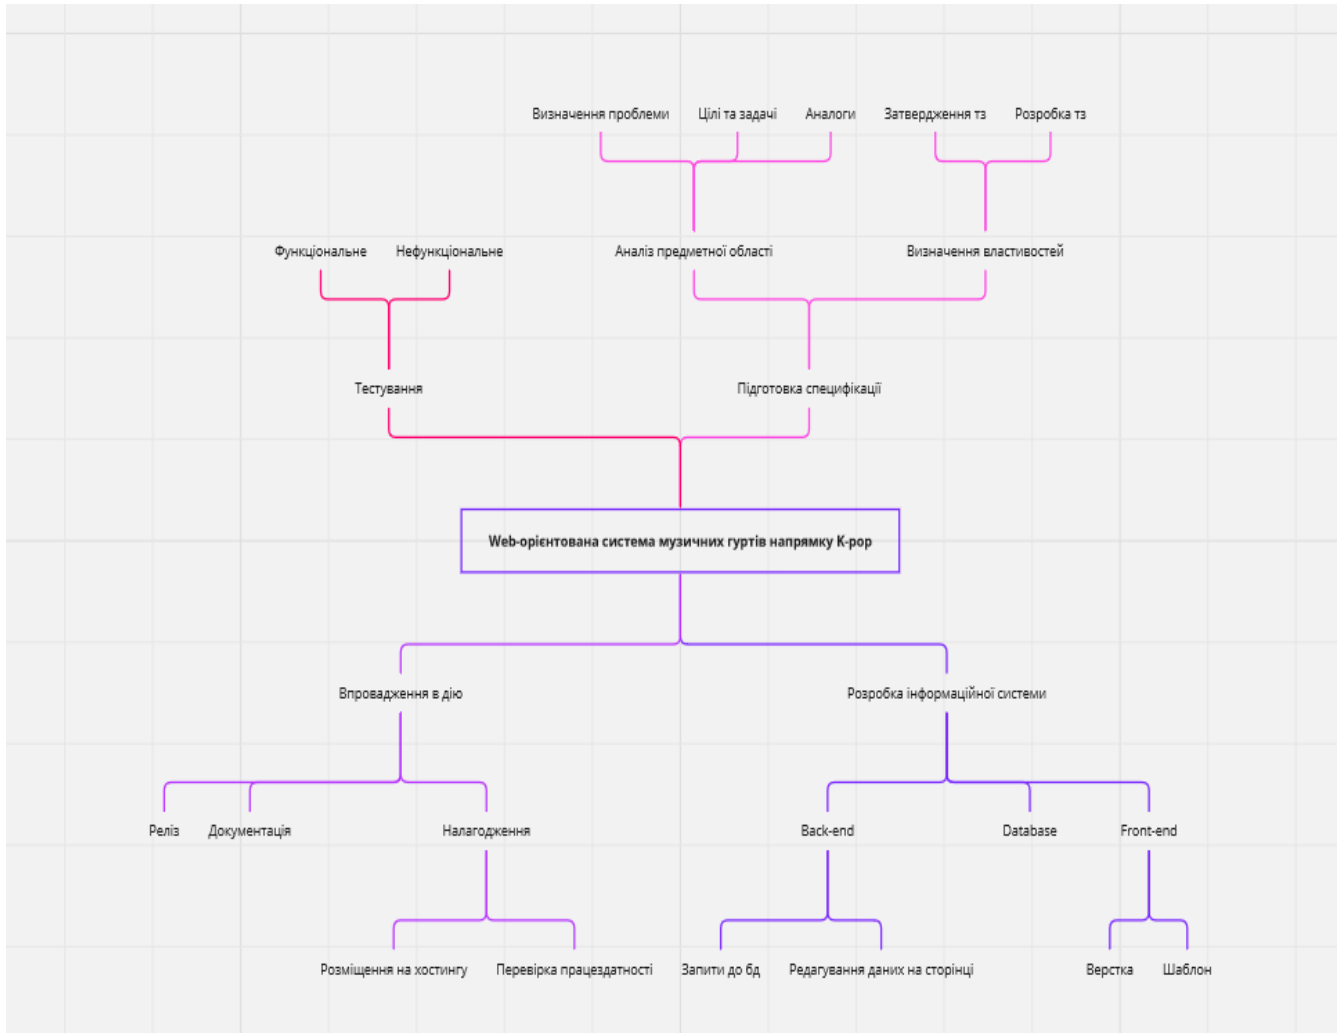 Визначення проблеми Цілі та задачі Аналоги Затвердження тз Розробка тз
Функціональне Нефункціональне Аналіз предметної області Визначення властивостей
Тестування Підготовка специфікації
Web-орієнтована система музичних гуртів напрямку K-pop
Впровадження в дію Розробка інформаційної системи
Реліз Документація Налагодження Back-end Database Front-end
Розміщення на хостингу Перевірка працездатності Запити до бд Редагування даних на сторінці Верстка Шаблон